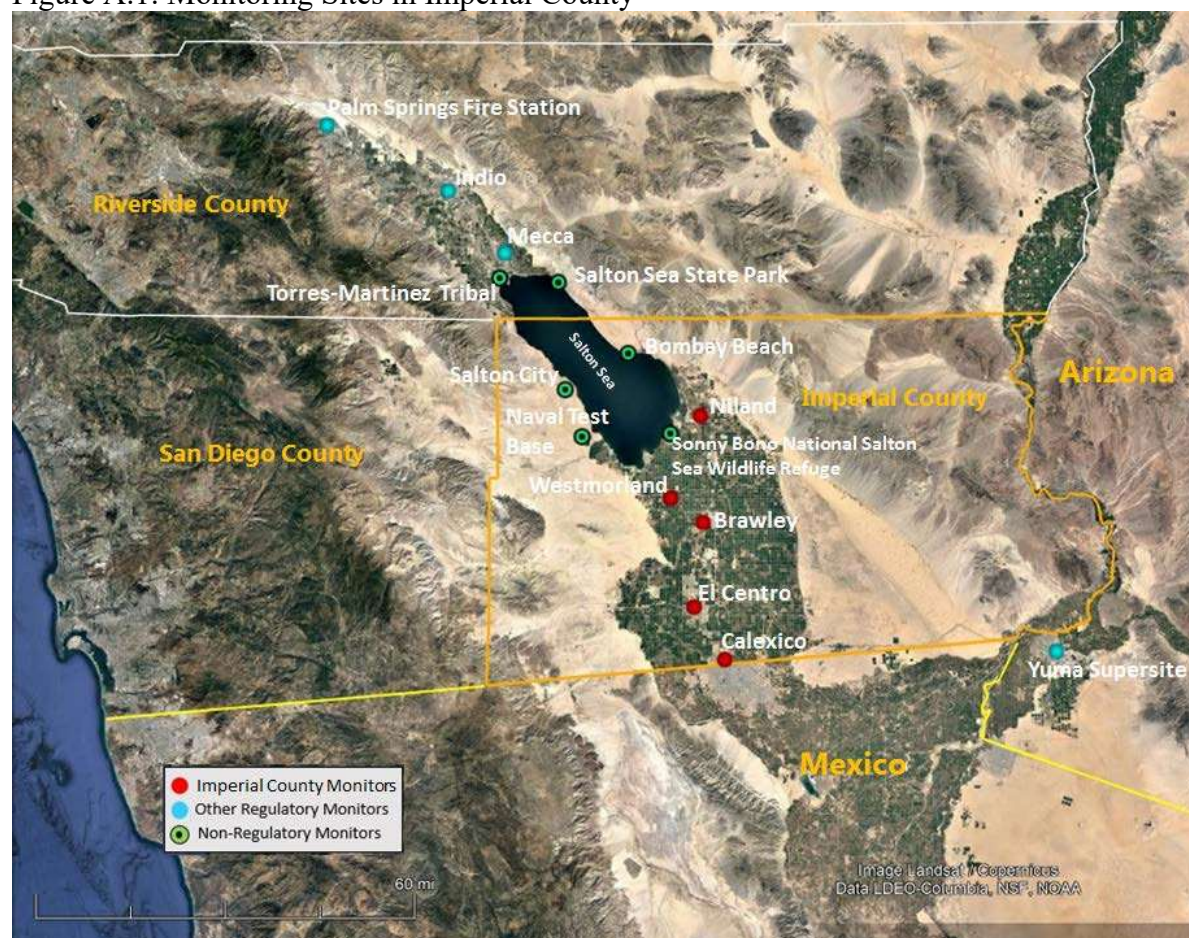 Figure A.1: Monitoring Sites in Imperial County
Palm Springs Fire Station
Indio
Riverside County
Mecca
Torres-Martinez Tribal
Salton Sea State Park
Salton Sea
Bombay Beach
Arizona
Salton City
Imperial County
Niland
Naval Test
Base
Sonny Bono National Salton
Sea Wildlife Refuge
San Diego County
Westmorland
Brawley
El Centro
Calexico
Yuma Supersite
Mexico
Imperial County Monitors
Other Regulatory Monitors
Non-Regulatory Monitors
60 mi
Image Landsat / Copernicus
Data LDEO-Columbia, NSF, NOAA